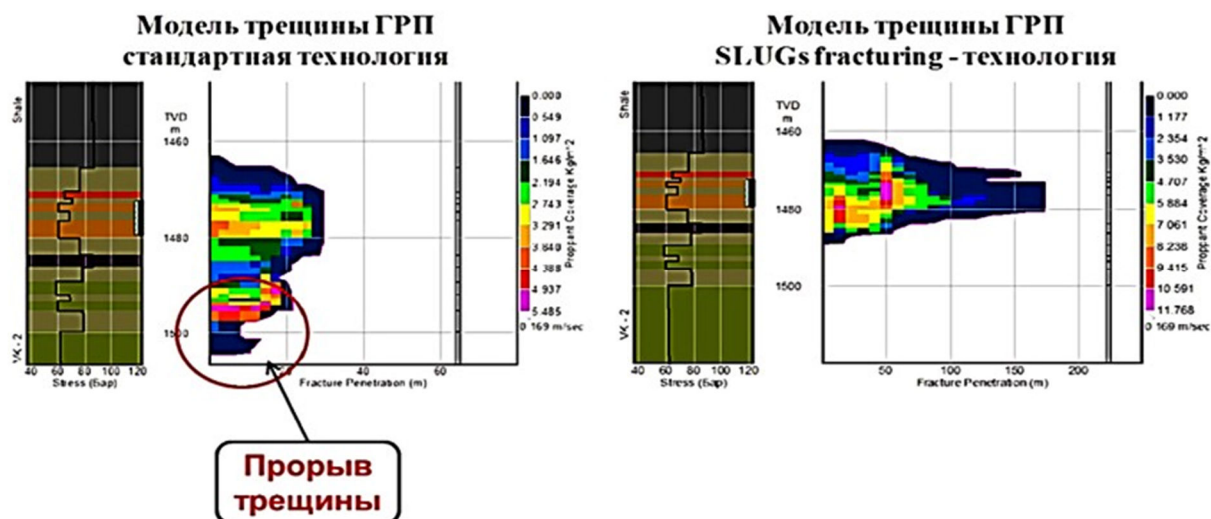 Модель трещины ГРП
стандартная технология
Shale
VK - 2
40 60 80 100 120
Stress (Бар)
TVD
m
1460
1480
1500
20 40 60
Fracture Penetration (m)
0.000
0.549
1.097
1.646
2.194
2.743
3.291
3.840
4.388
4.937
5.485
0 169 m/sec
Proppant Coverage Kg/m^2
Прорыв
трещины
Модель трещины ГРП
SLUGs fracturing - технология
Shale
VK - 2
40 60 80 100 120
Stress (Бар)
TVD
m
1460
1480
1500
50 100 150 200
Fracture Penetration (m)
0.000
1.177
2.354
3.530
4.707
5.884
7.061
8.238
9.415
10.591
11.768
0 169 m/sec
Proppant Coverage Kg/m^2